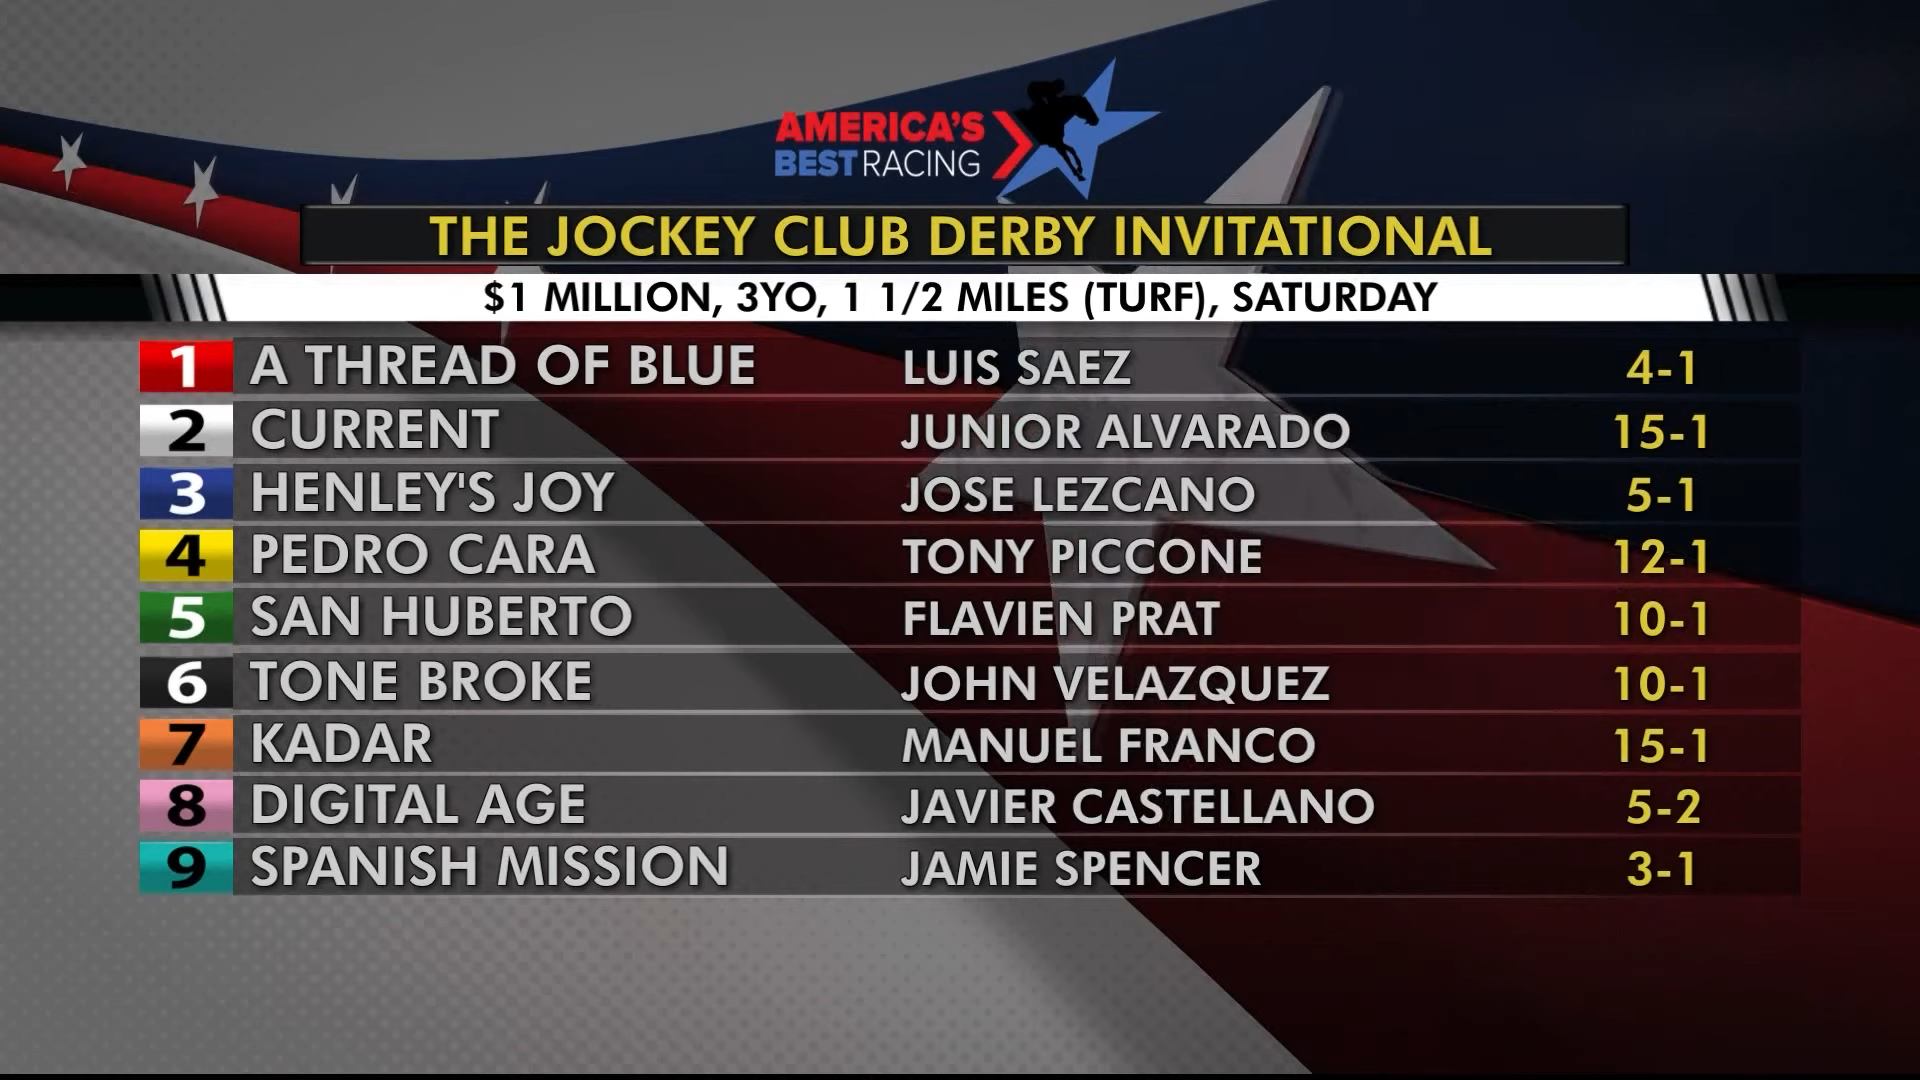 AMERICA'S
BEST RACING
THE JOCKEY CLUB DERBY INVITATIONAL
$1 MILLION, 3YO, 1 1/2 MILES (TURF), SATURDAY
1 A THREAD OF BLUE LUIS SAEZ 4-1
2 CURRENT JUNIOR ALVARADO 15-1
3 HENLEY'S JOY JOSE LEZCANO 5-1
4 PEDRO CARA TONY PICCONE 12-1
5 SAN HUBERTO FLAVIEN PRAT 10-1
6 TONE BROKE JOHN VELAZQUEZ 10-1
7 KADAR MANUEL FRANCO 15-1
8 DIGITAL AGE JAVIER CASTELLANO 5-2
9 SPANISH MISSION JAMIE SPENCER 3-1